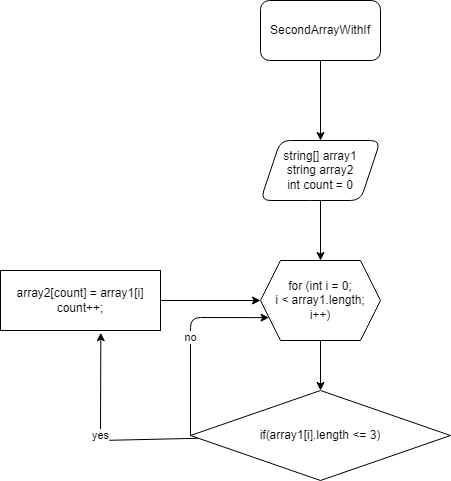 SecondArrayWithIf
string[] array1
string array2
int count = 0
for (int i = 0;
i < array1.length;
i++)
array2[count] = array1[i]
count++;
no
if(array1[i].length <= 3)
yes